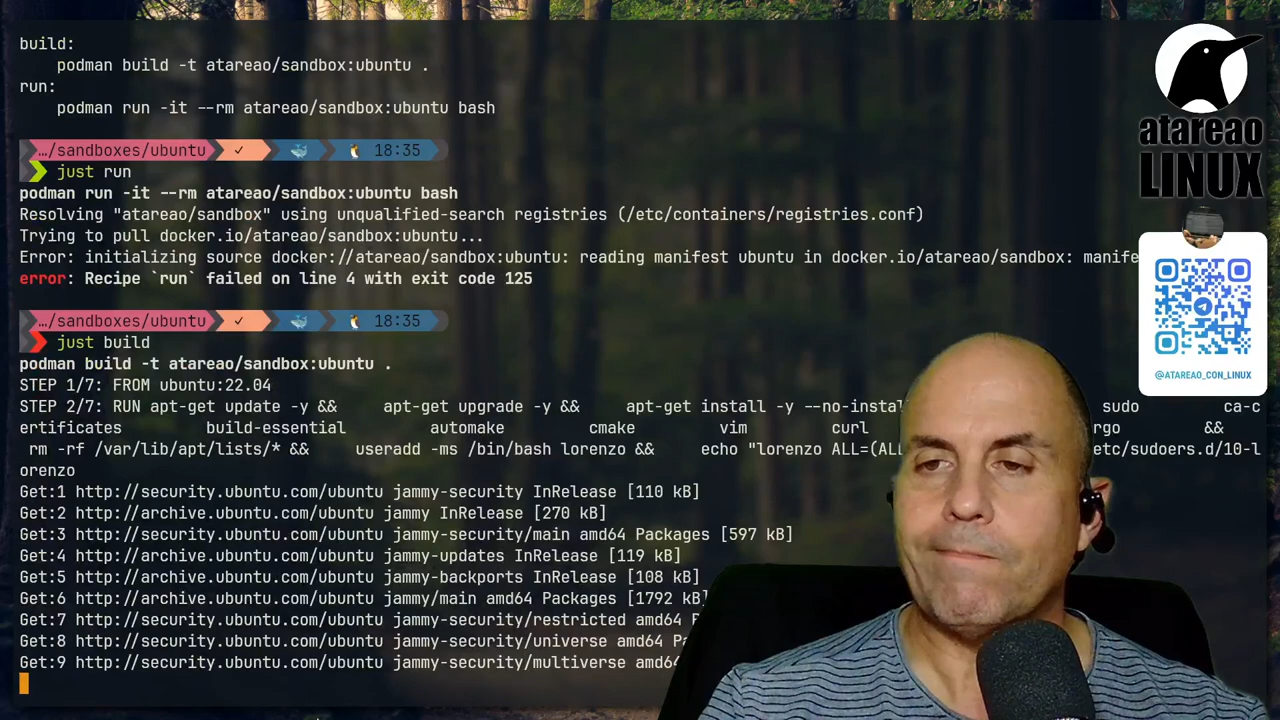 build:
    podman build -t atareao/sandbox:ubuntu .
run:
    podman run -it --rm atareao/sandbox:ubuntu bash
…/sandboxes/ubuntu ✓ 18:35
just run
podman run -it --rm atareao/sandbox:ubuntu bash
Resolving "atareao/sandbox" using unqualified-search registries (/etc/containers/registries.conf)
Trying to pull docker.io/atareao/sandbox:ubuntu...
Error: initializing source docker://atareao/sandbox:ubuntu: reading manifest ubuntu in docker.io/atareao/sandbox: manife
error: Recipe `run` failed on line 4 with exit code 125
…/sandboxes/ubuntu ✓ 18:35
just build
podman build -t atareao/sandbox:ubuntu .
STEP 1/7: FROM ubuntu:22.04
STEP 2/7: RUN apt-get update -y &&     apt-get upgrade -y &&     apt-get install -y --no-instal sudo ca-c
ertificates         build-essential         automake         cmake         vim         curl rgo         &&
 rm -rf /var/lib/apt/lists/* &&     useradd -ms /bin/bash lorenzo &&     echo "lorenzo ALL=(ALL etc/sudoers.d/10-l
orenzo
Get:1 http://security.ubuntu.com/ubuntu jammy-security InRelease [110 kB]
Get:2 http://archive.ubuntu.com/ubuntu jammy InRelease [270 kB]
Get:3 http://security.ubuntu.com/ubuntu jammy-security/main amd64 Packages [597 kB]
Get:4 http://archive.ubuntu.com/ubuntu jammy-updates InRelease [119 kB]
Get:5 http://archive.ubuntu.com/ubuntu jammy-backports InRelease [108 kB]
Get:6 http://archive.ubuntu.com/ubuntu jammy/main amd64 Packages [1792 kB]
Get:7 http://security.ubuntu.com/ubuntu jammy-security/restricted amd64
Get:8 http://security.ubuntu.com/ubuntu jammy-security/universe amd64 Pa
Get:9 http://security.ubuntu.com/ubuntu jammy-security/multiverse amd64
atareao
LINUX
@ATAREAO_CON_LINUX